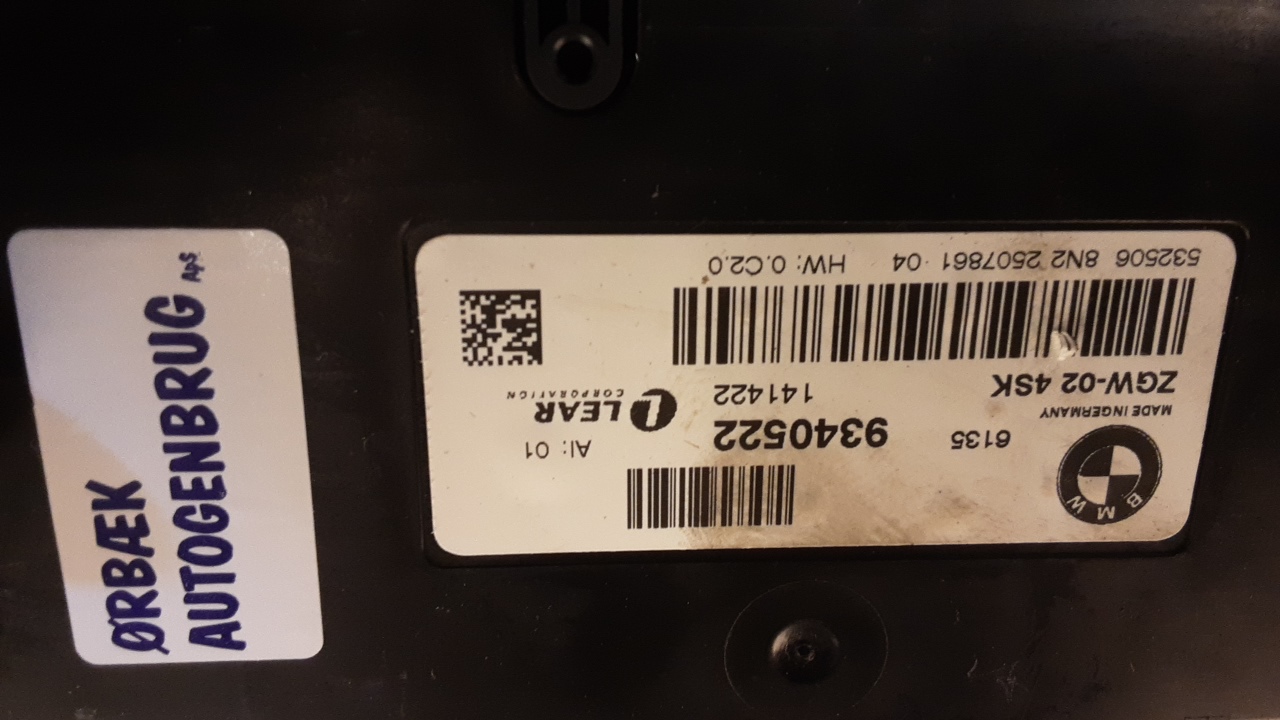 BMW
6135 9340522 AI: 01
MADE IN GERMANY
LEAR
CORPORATION
ZGW-02 4SK 141422
532506 8N2 2507861 04 HW: 0.C2.0
ØRBÆK
AUTOGENBRUG ApS